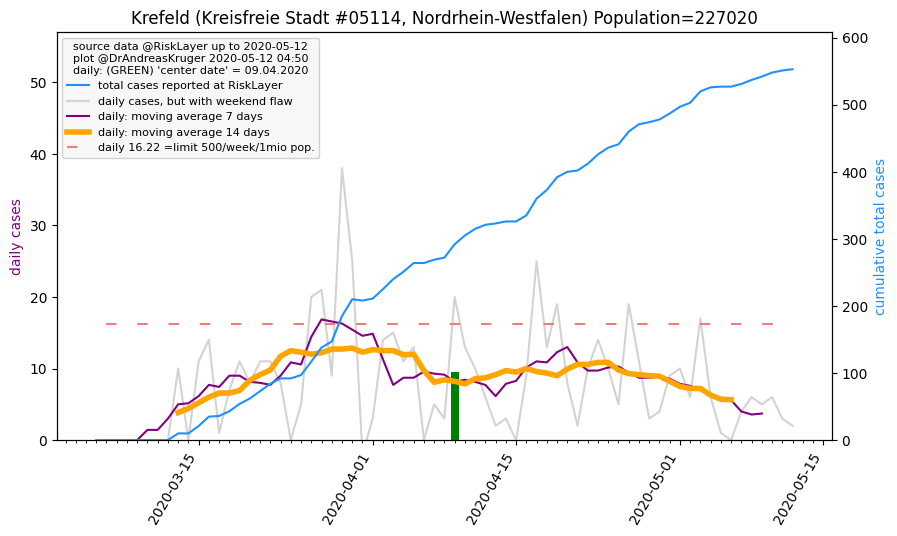 Krefeld (Kreisfreie Stadt #05114, Nordrhein-Westfalen) Population=227020
source data @RiskLayer up to 2020-05-12
plot @DrAndreasKruger 2020-05-12 04:50
daily: (GREEN) 'center date' = 09.04.2020
total cases reported at RiskLayer
daily cases, but with weekend flaw
daily: moving average 7 days
daily: moving average 14 days
daily 16.22 =limit 500/week/1mio pop.
daily cases
0
10
20
30
40
50
cumulative total cases
0
100
200
300
400
500
600
2020-03-15
2020-04-01
2020-04-15
2020-05-01
2020-05-15